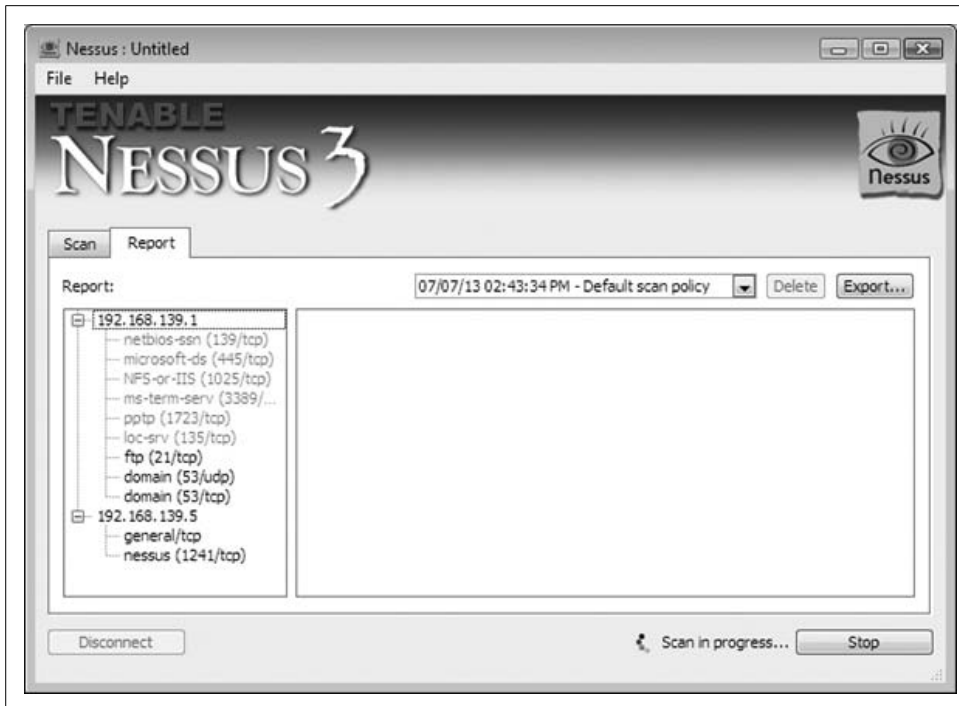 Nessus : Untitled
File Help
TENABLE
NESSUS 3
Nessus
Scan Report
Report: 07/07/13 02:43:34 PM - Default scan policy Delete Export...
192.168.139.1
netbios-ssn (139/tcp)
microsoft-ds (445/tcp)
NFS-or-IIS (1025/tcp)
ms-term-serv (3389/...
pptp (1723/tcp)
loc-srv (135/tcp)
ftp (21/tcp)
domain (53/udp)
domain (53/tcp)
192.168.139.5
general/tcp
nessus (1241/tcp)
Disconnect Scan in progress... Stop